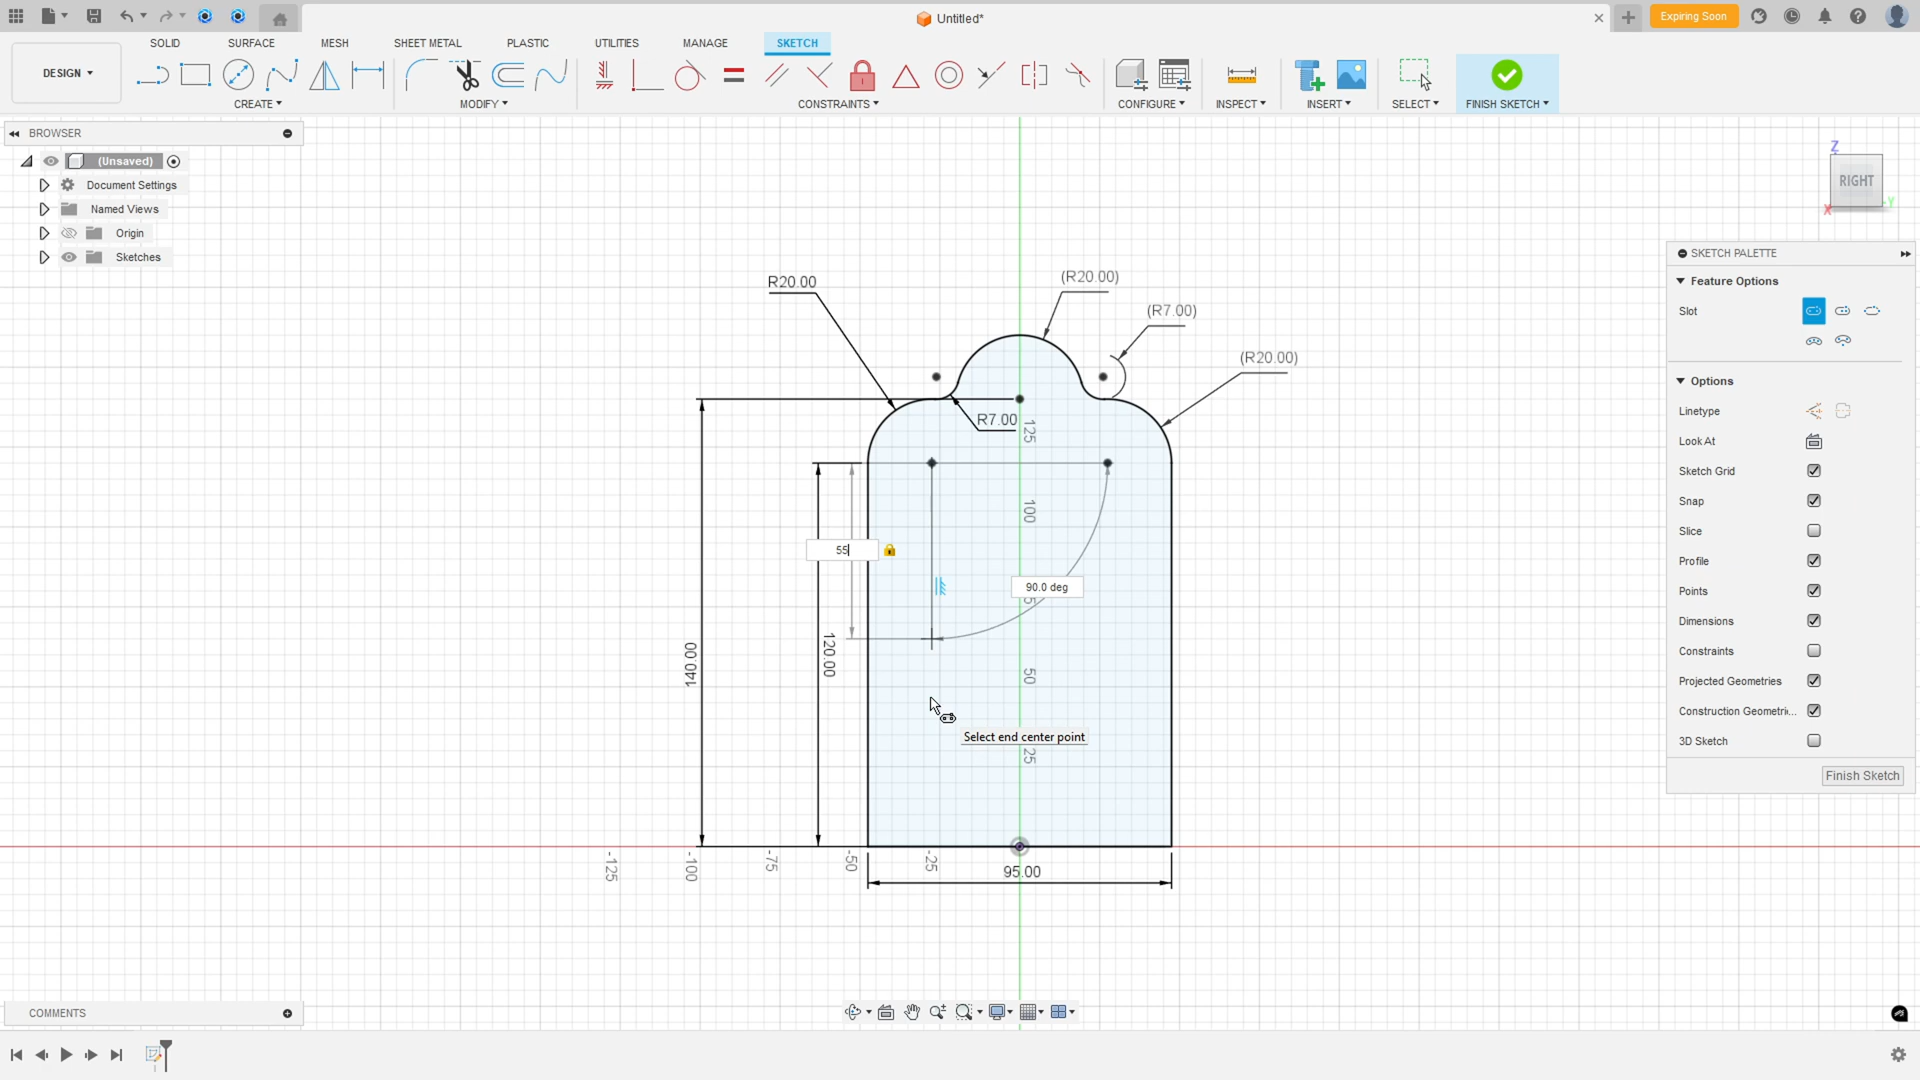 Untitled*
Expiring Soon
DESIGN
SOLID
SURFACE
MESH
SHEET METAL
PLASTIC
UTILITIES
MANAGE
SKETCH
CREATE
MODIFY
CONSTRAINTS
CONFIGURE
INSPECT
INSERT
SELECT
FINISH SKETCH
BROWSER
(Unsaved)
Document Settings
Named Views
Origin
Sketches
Z
RIGHT
X
Y
SKETCH PALETTE
Feature Options
Slot
Options
Linetype
Look At
Sketch Grid
Snap
Slice
Profile
Points
Dimensions
Constraints
Projected Geometries
Construction Geometri...
3D Sketch
Finish Sketch
R20.00
(R20.00)
(R7.00)
(R20.00)
R7.00
125
100
55
90.0 deg
5
120.00
140.00
50
Select end center point
25
-125
-100
-75
-50
-25
95.00
COMMENTS